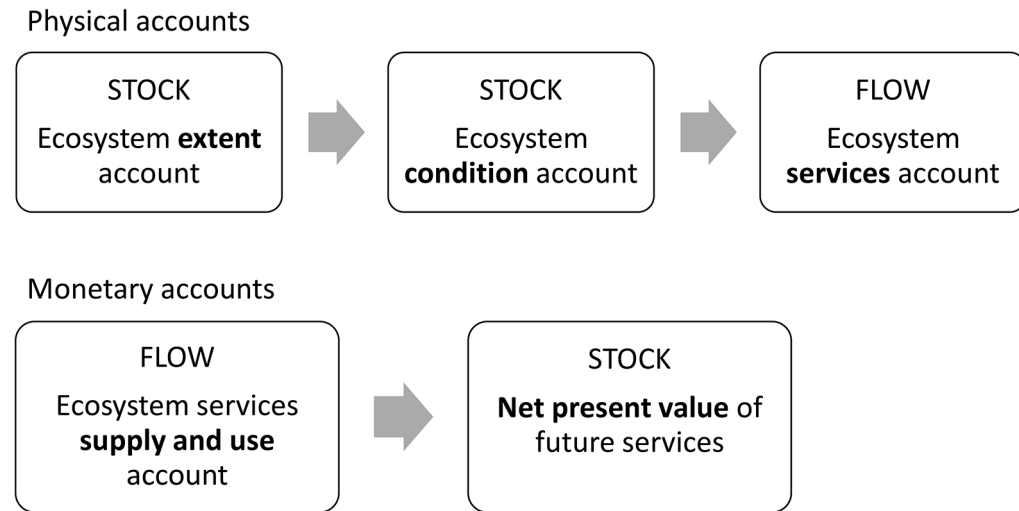 Physical accounts
STOCK
Ecosystem extent
account
STOCK
Ecosystem
condition account
FLOW
Ecosystem
services account
Monetary accounts
FLOW
Ecosystem services
supply and use
account
STOCK
Net present value of
future services